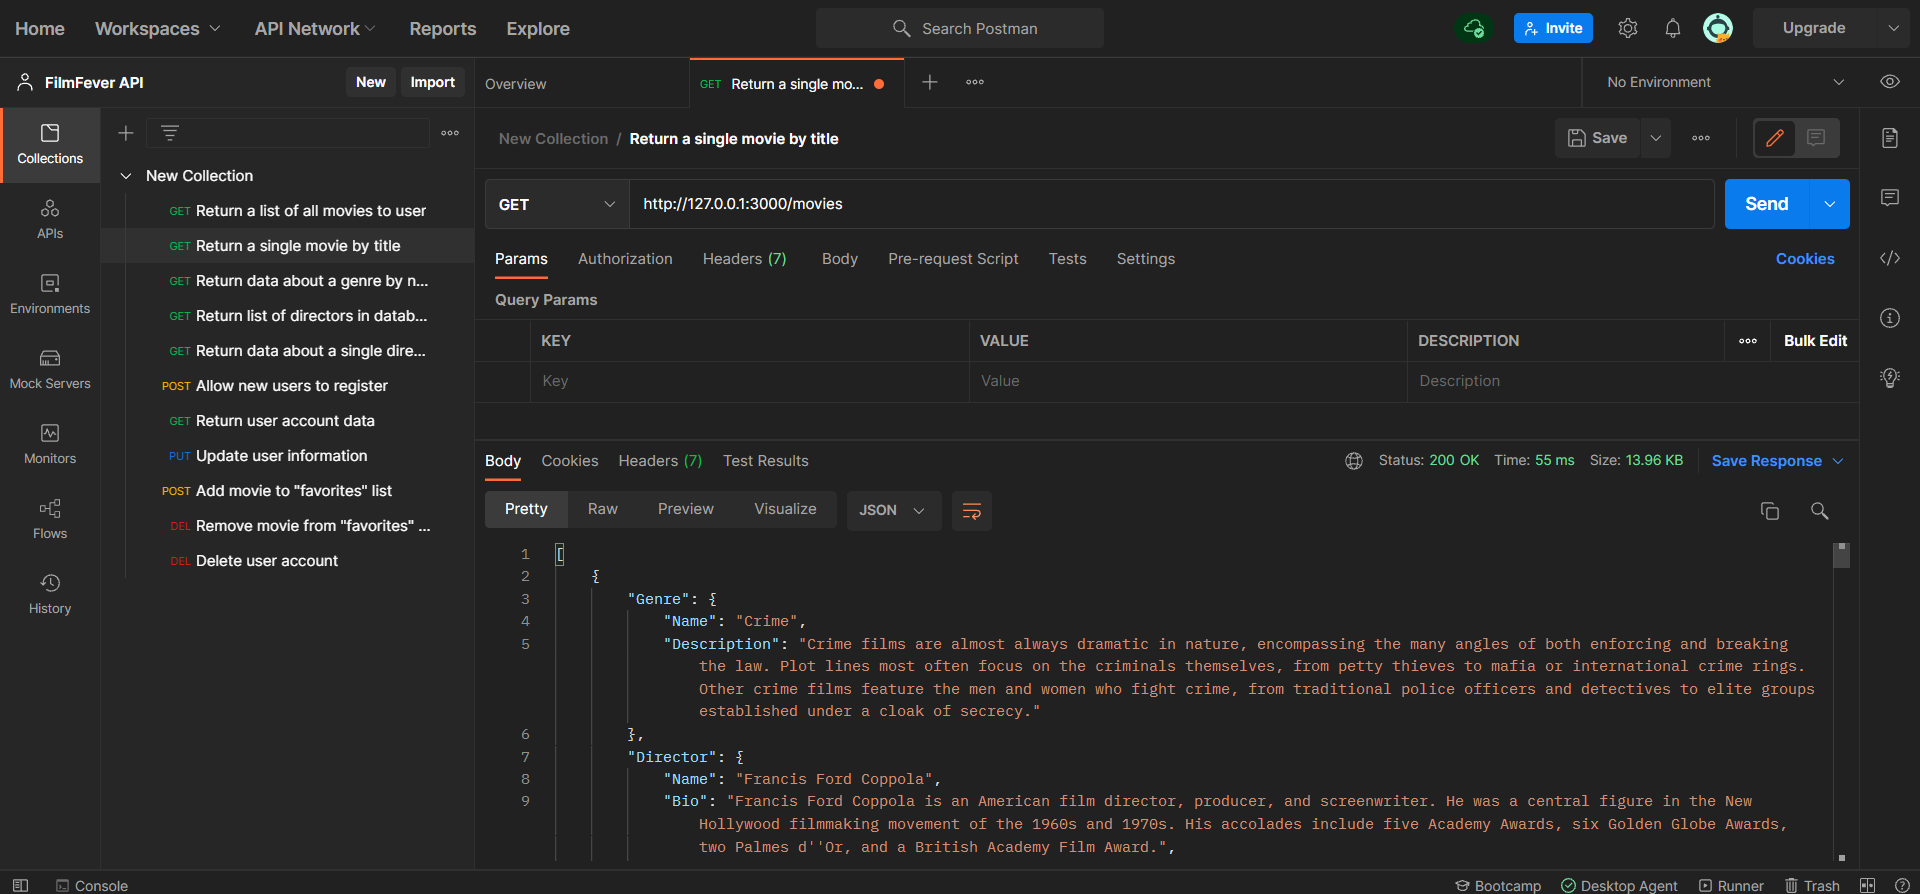 Home Workspaces API Network Reports Explore Search Postman Invite Upgrade
FilmFever API New Import Overview GET Return a single mo... No Environment
Collections
APIs
Environments
Mock Servers
Monitors
Flows
History
New Collection
GET Return a list of all movies to user
GET Return a single movie by title
GET Return data about a genre by n...
GET Return list of directors in datab...
GET Return data about a single dire...
POST Allow new users to register
GET Return user account data
PUT Update user information
POST Add movie to "favorites" list
DEL Remove movie from "favorites" ...
DEL Delete user account
New Collection / Return a single movie by title Save
GET http://127.0.0.1:3000/movies Send
Params Authorization Headers (7) Body Pre-request Script Tests Settings Cookies
Query Params
KEY VALUE DESCRIPTION Bulk Edit
Key Value Description
Body Cookies Headers (7) Test Results Status: 200 OK Time: 55 ms Size: 13.96 KB Save Response
Pretty Raw Preview Visualize JSON
1 [
2 {
3 "Genre": {
4 "Name": "Crime",
5 "Description": "Crime films are almost always dramatic in nature, encompassing the many angles of both enforcing and breaking
the law. Plot lines most often focus on the criminals themselves, from petty thieves to mafia or international crime rings.
Other crime films feature the men and women who fight crime, from traditional police officers and detectives to elite groups
established under a cloak of secrecy."
6 },
7 "Director": {
8 "Name": "Francis Ford Coppola",
9 "Bio": "Francis Ford Coppola is an American film director, producer, and screenwriter. He was a central figure in the New
Hollywood filmmaking movement of the 1960s and 1970s. His accolades include five Academy Awards, six Golden Globe Awards,
two Palmes d''Or, and a British Academy Film Award.",
Console Bootcamp Desktop Agent Runner Trash